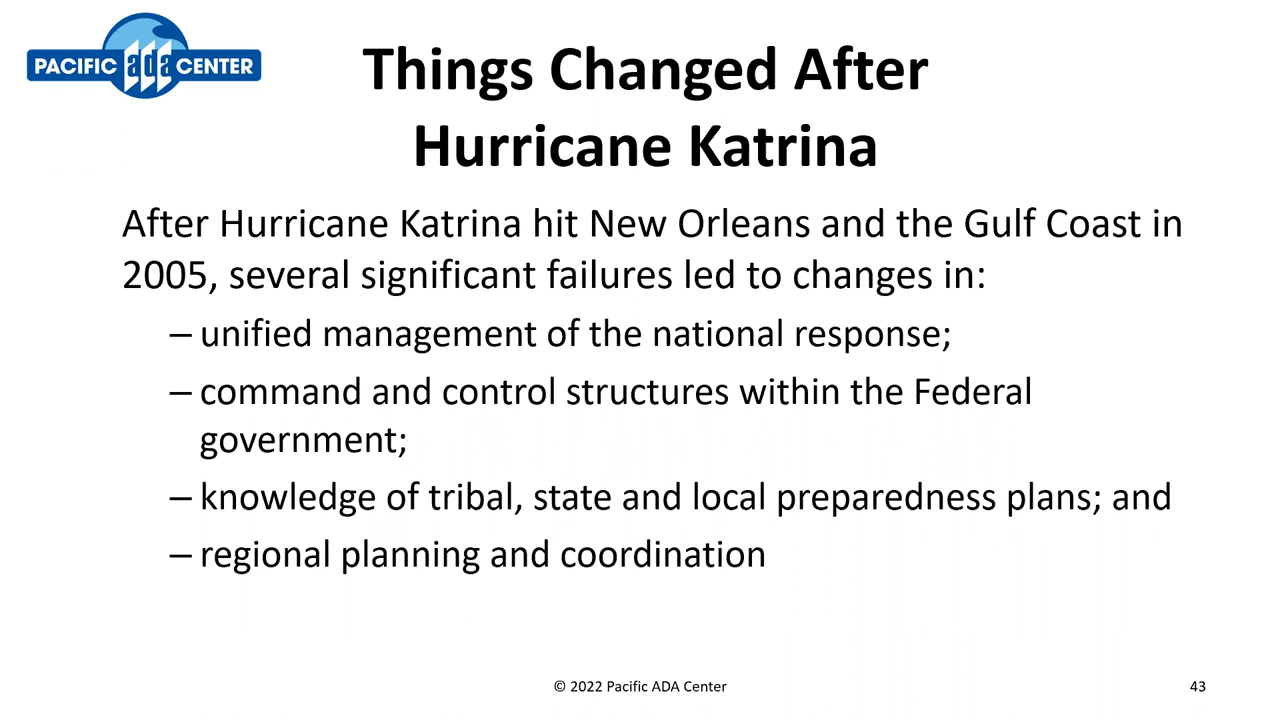 PACIFIC ada CENTER
Things Changed After
Hurricane Katrina
After Hurricane Katrina hit New Orleans and the Gulf Coast in
2005, several significant failures led to changes in:
– unified management of the national response;
– command and control structures within the Federal
government;
– knowledge of tribal, state and local preparedness plans; and
– regional planning and coordination
© 2022 Pacific ADA Center
43